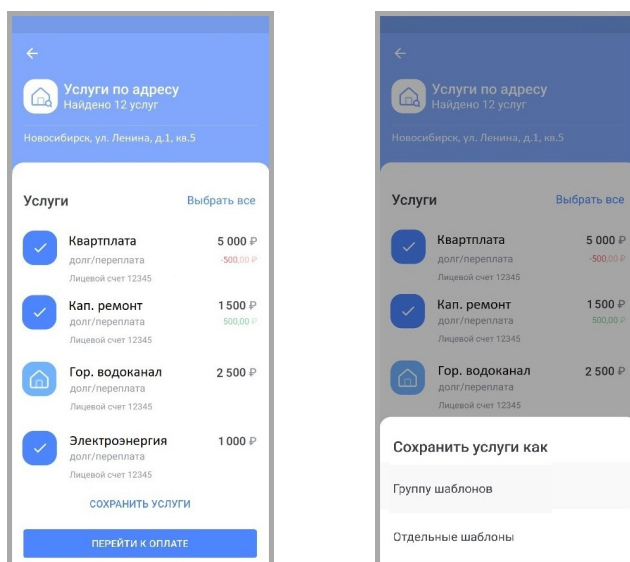 Услуги по адресу
Найдено 12 услуг
Новосибирск, ул. Ленина, д.1, кв.5
Услуги Выбрать все
Квартплата 5 000 ₽
долг/переплата -500,00 ₽
Лицевой счет 12345
Кап. ремонт 1 500 ₽
долг/переплата 500,00 ₽
Лицевой счет 12345
Гор. водоканал 2 500 ₽
долг/переплата
Лицевой счет 12345
Электроэнергия 1 000 ₽
долг/переплата
Лицевой счет 12345
СОХРАНИТЬ УСЛУГИ
ПЕРЕЙТИ К ОПЛАТЕ
Услуги по адресу
Найдено 12 услуг
Новосибирск, ул. Ленина, д.1, кв.5
Услуги Выбрать все
Квартплата 5 000 ₽
долг/переплата -500,00 ₽
Лицевой счет 12345
Кап. ремонт 1 500 ₽
долг/переплата 500,00 ₽
Лицевой счет 12345
Гор. водоканал 2 500 ₽
долг/переплата
Лицевой счет 12345
Сохранить услуги как
Группу шаблонов
Отдельные шаблоны